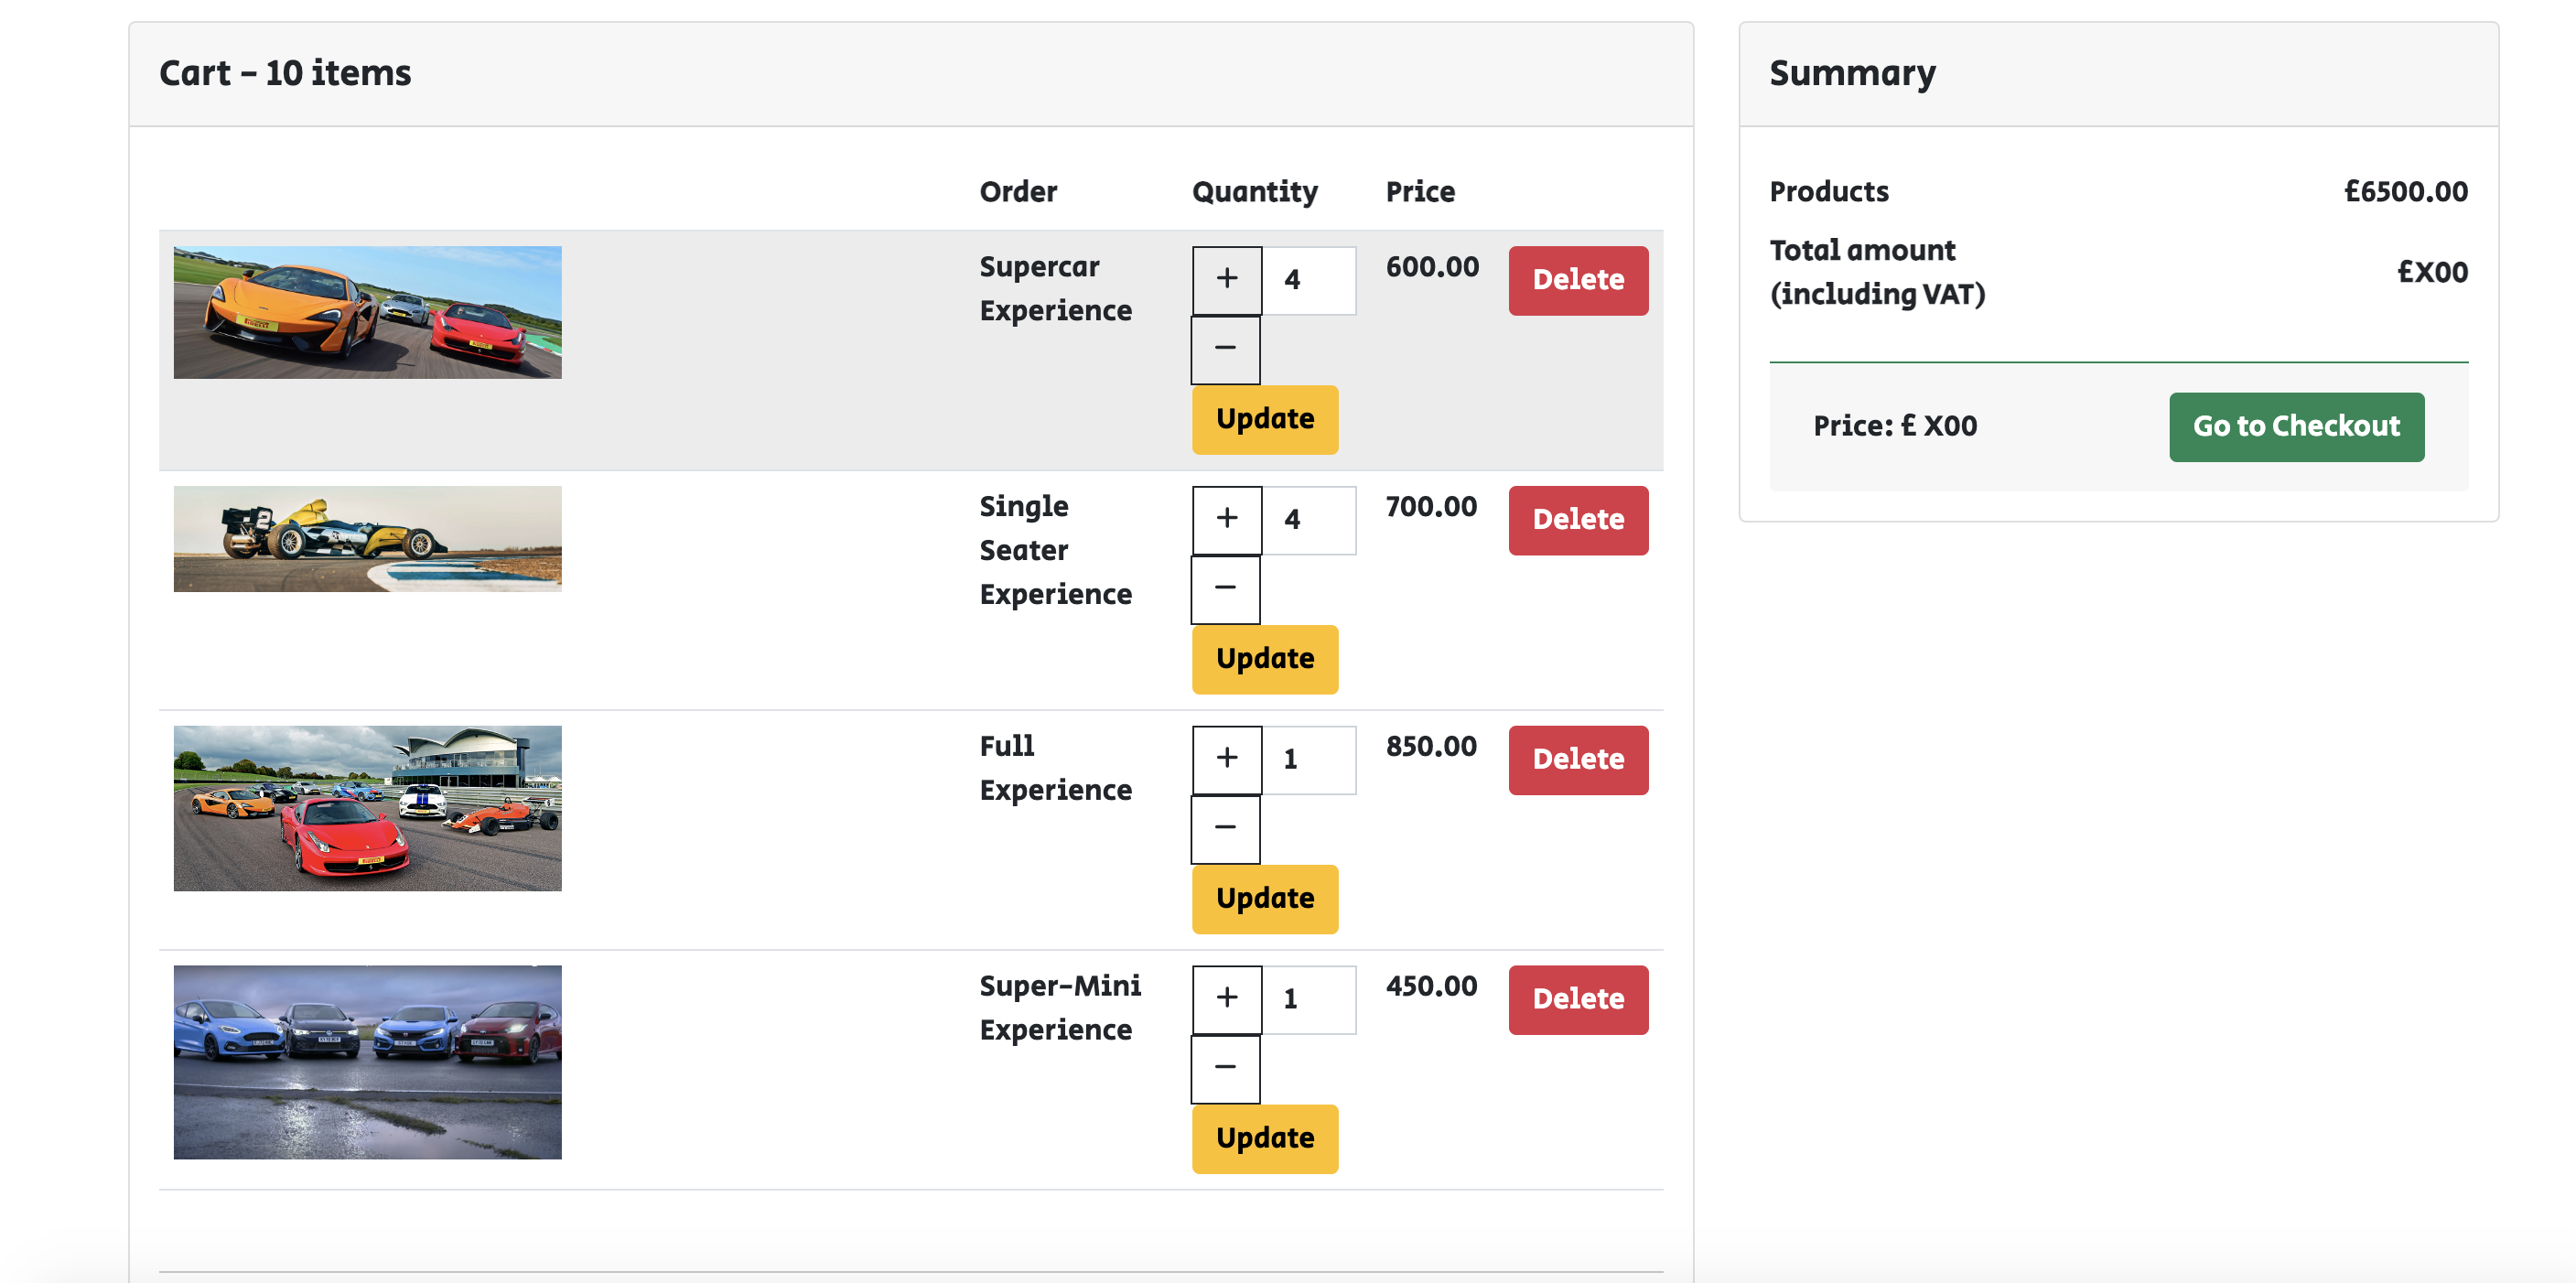 Cart – 10 items
Order Quantity Price
Supercar
Experience
+ 4
600.00
Delete
−
Update
Single
Seater
Experience
+ 4
700.00
Delete
−
Update
Full
Experience
+ 1
850.00
Delete
−
Update
Super-Mini
Experience
+ 1
450.00
Delete
−
Update
Summary
Products £6500.00
Total amount
(including VAT)
£X00
Price: £ X00
Go to Checkout
PIRELLI
2